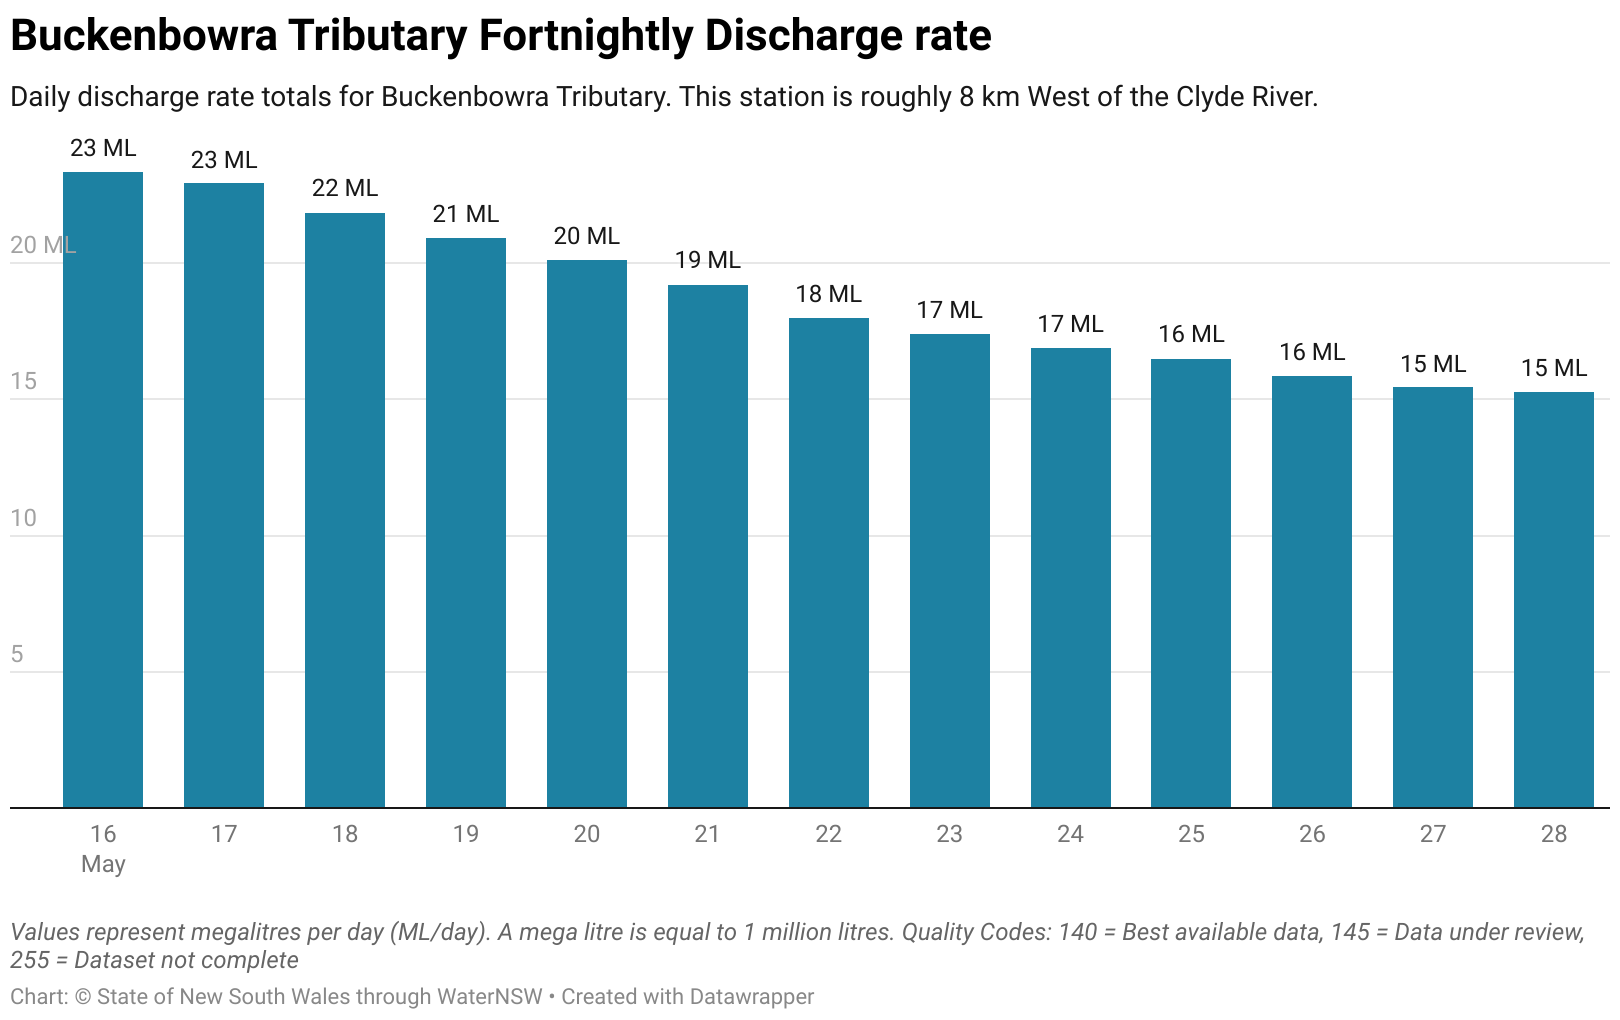 Buckenbowra Tributary Fortnightly Discharge rate
Daily discharge rate totals for Buckenbowra Tributary. This station is roughly 8 km West of the Clyde River.
23 ML
23 ML
22 ML
21 ML
20 ML
19 ML
18 ML
17 ML
17 ML
16 ML
16 ML
15 ML
15 ML
20 ML
15
10
5
16 17 18 19 20 21 22 23 24 25 26 27 28
May
Values represent megalitres per day (ML/day). A mega litre is equal to 1 million litres. Quality Codes: 140 = Best available data, 145 = Data under review,
255 = Dataset not complete
Chart: © State of New South Wales through WaterNSW • Created with Datawrapper